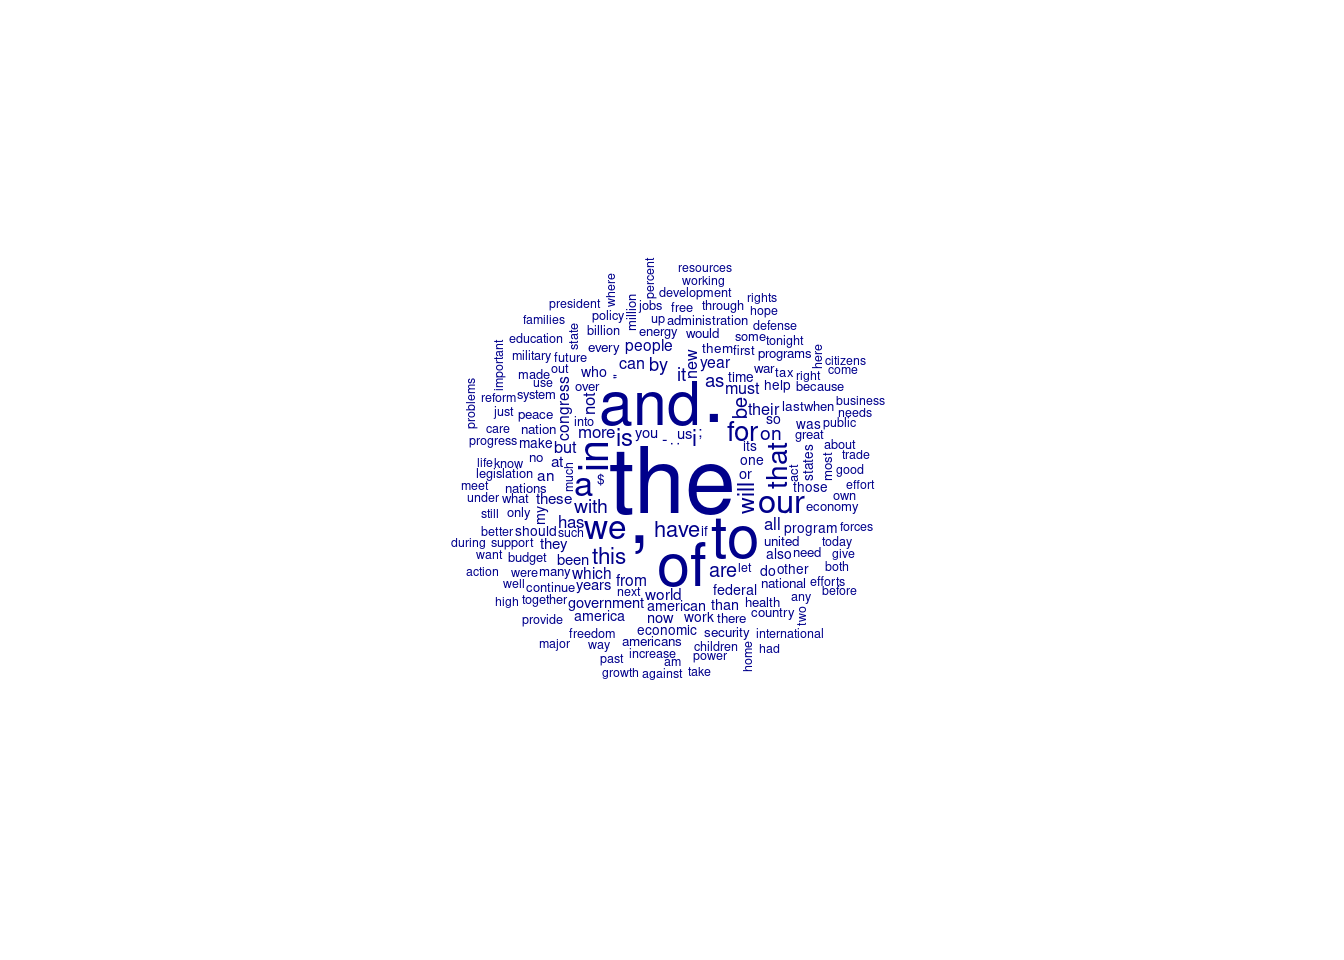 resources
percent
working
where
development
rights
president
million
jobs
free
through
hope
families
policy
up
administration
defense
state
billion
energy
would
some
tonight
education
every
people
them
first
programs
here
citizens
important
military
future
can
by
new
year
war
tax
right
come
made
out
who
-
it
as
time
must
help
because
use
over
problems
reform
system
congress
not
and
.
be
their
last
when
business
needs
just
peace
into
so
was
public
care
nation
more
is
you
-
.
.
us
i
;
for
on
great
progress
make
but
its
that
states
about
life
know
no
at
in
the
one
act
most
trade
legislation
an
much
a
$
or
good
meet
nations
these
will
those
effort
under
what
with
our
own
economy
still
only
my
has
we
,
have
if
to
all
program
forces
better
should
such
during
support
they
this
of
united
today
want
budget
been
are
let
also
need
give
action
were
many
which
from
do
other
both
well
continue
years
next
world
federal
national
efforts
before
high
together
government
american
than
health
any
provide
america
now
work
there
country
two
freedom
economic
security
international
major
way
americans
children
home
had
past
increase
am
power
growth
against
take